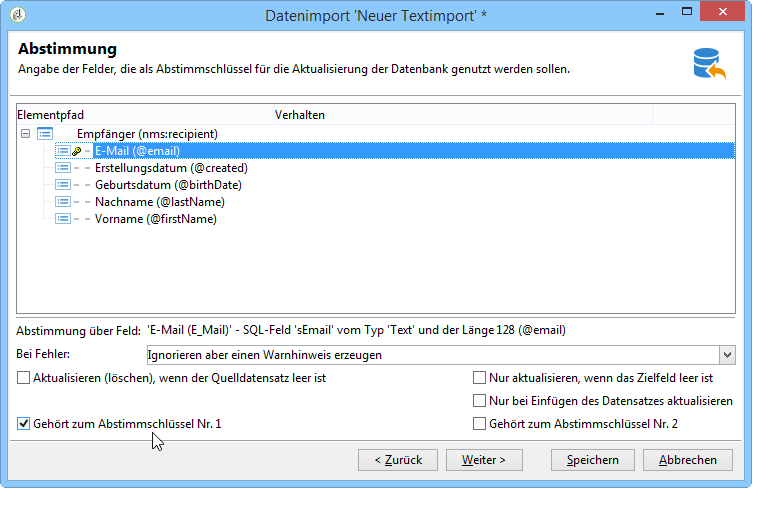 Datenimport 'Neuer Textimport' *
Abstimmung
Angabe der Felder, die als Abstimmschlüssel für die Aktualisierung der Datenbank genutzt werden sollen.
Elementpfad Verhalten
Empfänger (nms:recipient)
E-Mail (@email)
Erstellungsdatum (@created)
Geburtsdatum (@birthDate)
Nachname (@lastName)
Vorname (@firstName)
Abstimmung über Feld: 'E-Mail (E_Mail)' - SQL-Feld 'sEmail' vom Typ 'Text' und der Länge 128 (@email)
Bei Fehler: Ignorieren aber einen Warnhinweis erzeugen
Aktualisieren (löschen), wenn der Quelldatensatz leer ist Nur aktualisieren, wenn das Zielfeld leer ist
Nur bei Einfügen des Datensatzes aktualisieren
Gehört zum Abstimmschlüssel Nr. 1 Gehört zum Abstimmschlüssel Nr. 2
< Zurück Weiter > Speichern Abbrechen